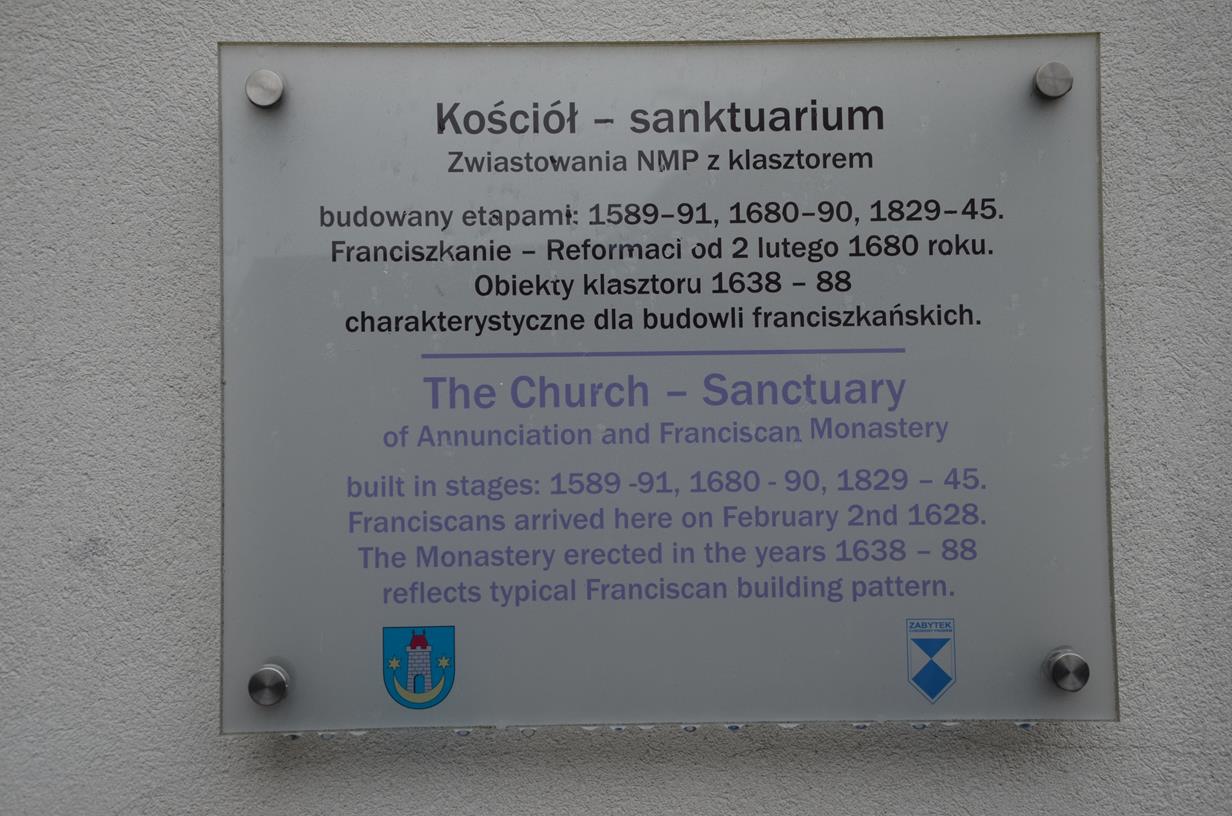 Kościół – sanktuarium
Zwiastowania NMP z klasztorem
budowany etapami: 1589–91, 1680–90, 1829–45.
Franciszkanie – Reformaci od 2 lutego 1680 roku.
Obiekty klasztoru 1638 – 88
charakterystyczne dla budowli franciszkańskich.
The Church – Sanctuary
of Annunciation and Franciscan Monastery
built in stages: 1589 -91, 1680 - 90, 1829 – 45.
Franciscans arrived here on February 2nd 1628.
The Monastery erected in the years 1638 – 88
reflects typical Franciscan building pattern.
ZABYTEK
CHRONIONY PRAWEM